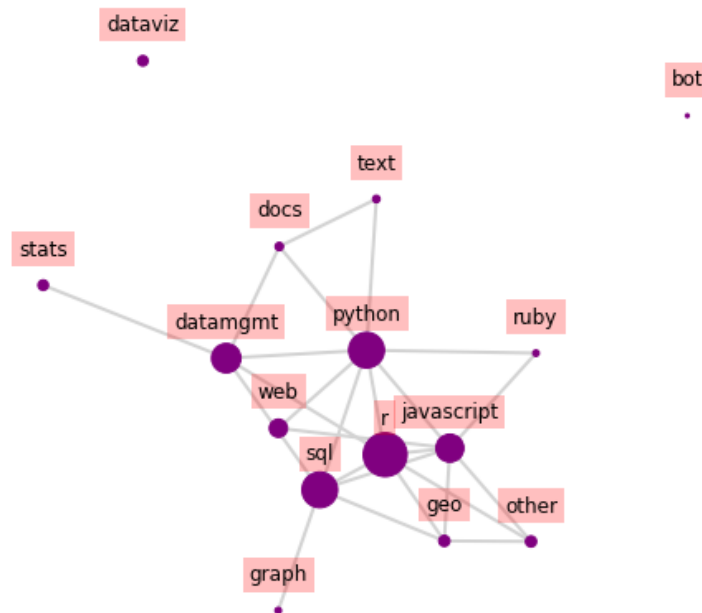 dataviz
bot
text
docs
stats
python
ruby
datamgmt
web
r
javascript
sql
geo
other
graph